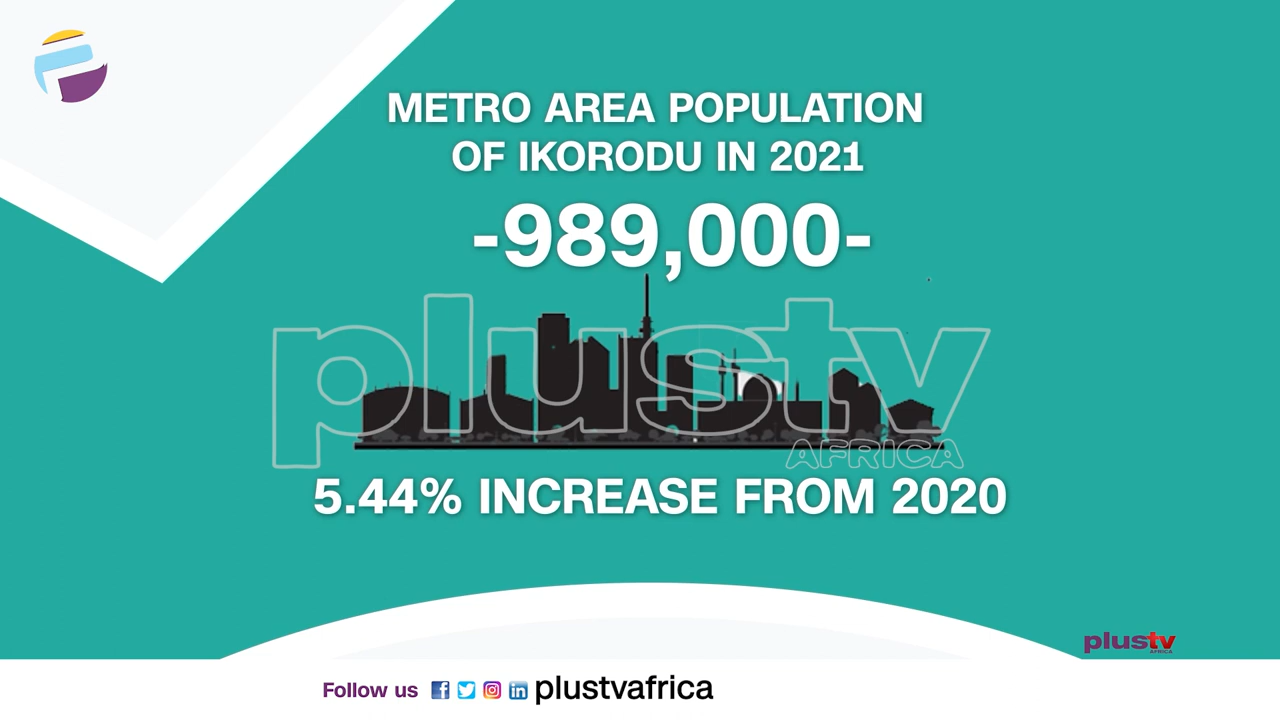 METRO AREA POPULATION
OF IKORODU IN 2021
-989,000-
plustv
AFRICA
5.44% INCREASE FROM 2020
plustv
AFRICA
Follow us plustvafrica